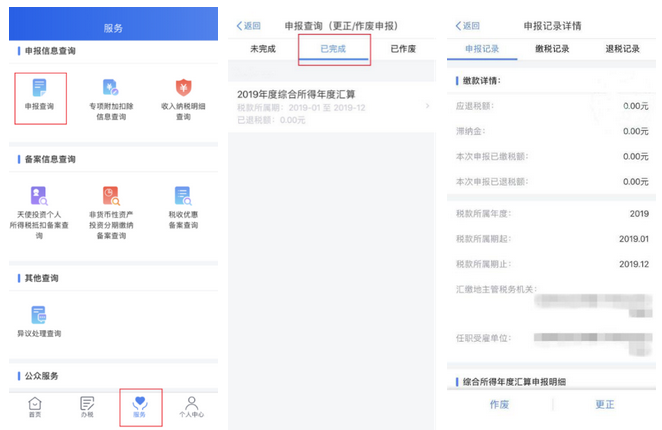 服务
申报信息查询
申报查询
专项附加扣除
信息查询
收入纳税明细
查询
备案信息查询
天使投资个人
所得税抵扣备案查
询
非货币性资产
投资分期缴纳
备案查询
税收优惠
备案查询
其他查询
异议处理查询
公众服务
首页
办税
服务
个人中心
返回
申报查询（更正/作废申报）
未完成
已完成
已作废
2019年度综合所得年度汇算
税款所属期：2019-01 至 2019-12
已退税额：0.00元
返回
申报记录详情
申报记录
缴税记录
退税记录
缴款详情：
应退税额：
0.00元
滞纳金：
0.00元
本次申报已缴税额：
0.00元
本次申报已退税额：
0.00元
税款所属年度：
2019
税款所属期起：
2019.01
税款所属期止：
2019.12
汇缴地主管税务机关：
任职受雇单位：
综合所得年度汇算申报明细
作废
更正